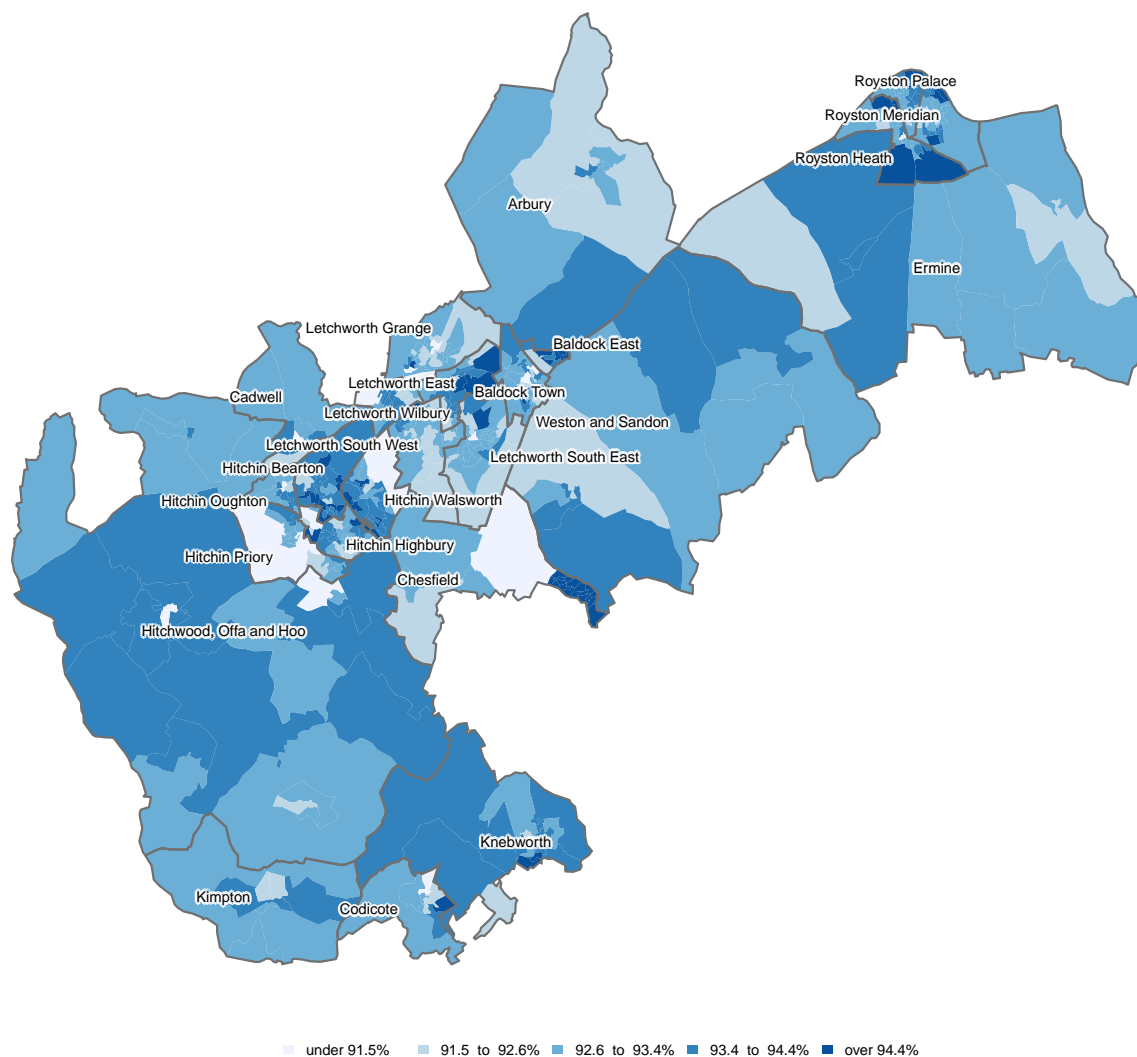 Royston Palace
Royston Meridian
Royston Heath
Arbury
Ermine
Letchworth Grange
Baldock East
Letchworth East
Baldock Town
Cadwell
Letchworth Wilbury
Weston and Sandon
Letchworth South West
Letchworth South East
Hitchin Bearton
Hitchin Oughton
Hitchin Walsworth
Hitchin Highbury
Hitchin Priory
Chesfield
Hitchwood, Offa and Hoo
Knebworth
Kimpton
Codicote
under 91.5% 91.5 to 92.6% 92.6 to 93.4% 93.4 to 94.4% over 94.4%